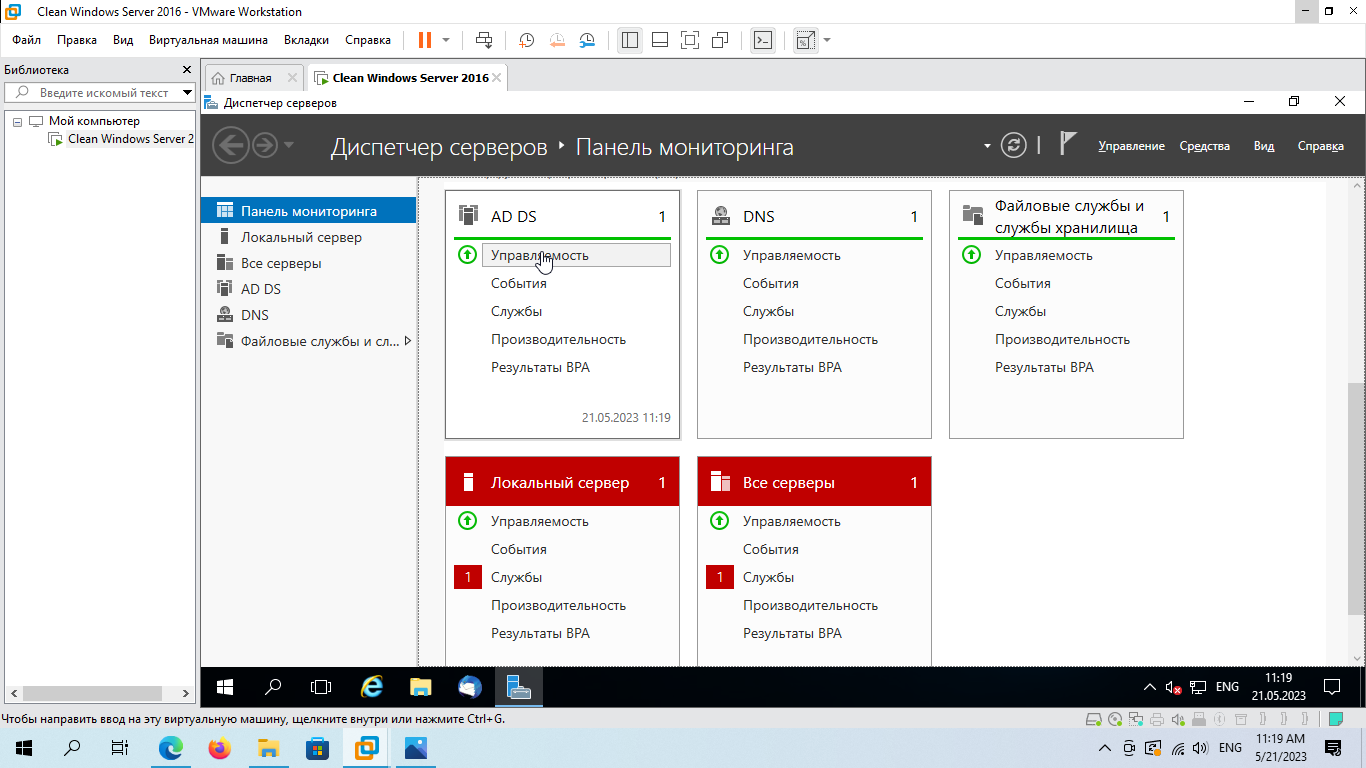 Clean Windows Server 2016 - VMware Workstation
Файл Правка Вид Виртуальная машина Вкладки Справка
Библиотека
Введите искомый текст
Мой компьютер
Clean Windows Server 2
Главная
Clean Windows Server 2016
Диспетчер серверов
Диспетчер серверов ‣ Панель мониторинга
Управление Средства Вид Справка
Панель мониторинга
Локальный сервер
Все серверы
AD DS
DNS
Файловые службы и сл...
AD DS 1
Управляемость
События
Службы
Производительность
Результаты BPA
21.05.2023 11:19
DNS 1
Управляемость
События
Службы
Производительность
Результаты BPA
Файловые службы и
службы хранилища 1
Управляемость
События
Службы
Производительность
Результаты BPA
Локальный сервер 1
Управляемость
События
1 Службы
Производительность
Результаты BPA
Все серверы 1
Управляемость
События
1 Службы
Производительность
Результаты BPA
ENG
11:19
21.05.2023
Чтобы направить ввод на эту виртуальную машину, щелкните внутри или нажмите Ctrl+G.
ENG
11:19 AM
5/21/2023